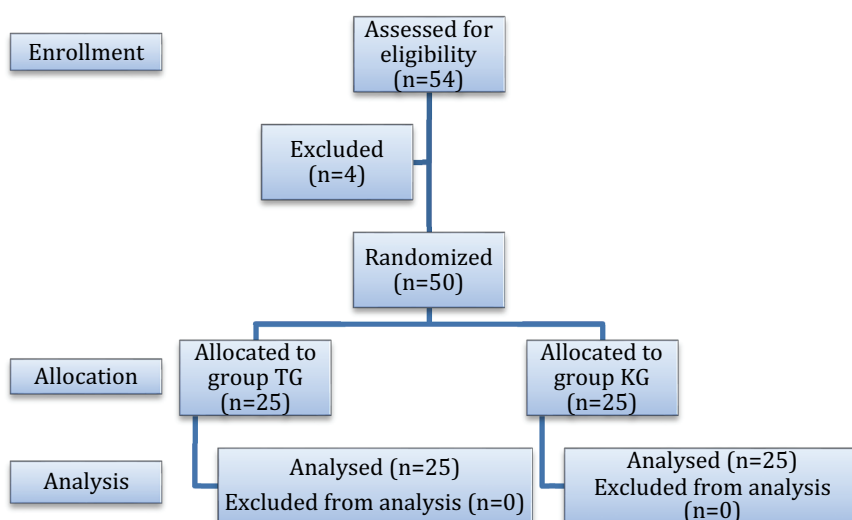 Enrollment
Assessed for
eligibility
(n=54)
Excluded
(n=4)
Randomized
(n=50)
Allocation
Allocated to
group TG
(n=25)
Allocated to
group KG
(n=25)
Analysis
Analysed (n=25)
Excluded from analysis (n=0)
Analysed (n=25)
Excluded from analysis
(n=0)